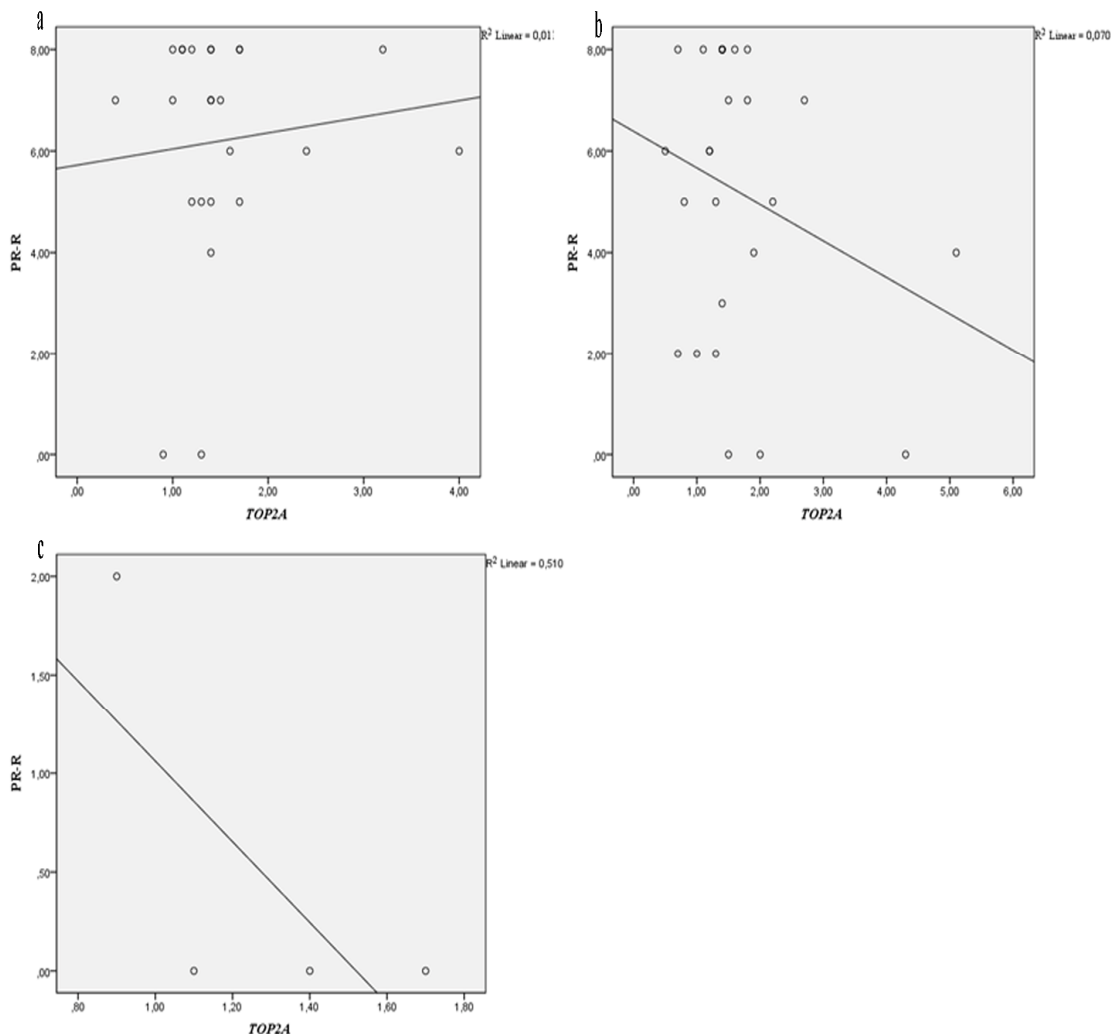 a
R² Linear = 0,01
8,00
6,00
4,00
2,00
,00
PR-R
,00 1,00 2,00 3,00 4,00
TOP2A
b
R² Linear = 0,070
8,00
6,00
4,00
2,00
,00
PR-R
,00 1,00 2,00 3,00 4,00 5,00 6,00
TOP2A
c
R² Linear = 0,510
2,00
1,50
1,00
,50
,00
PR-R
,80 1,00 1,20 1,40 1,60 1,80
TOP2A